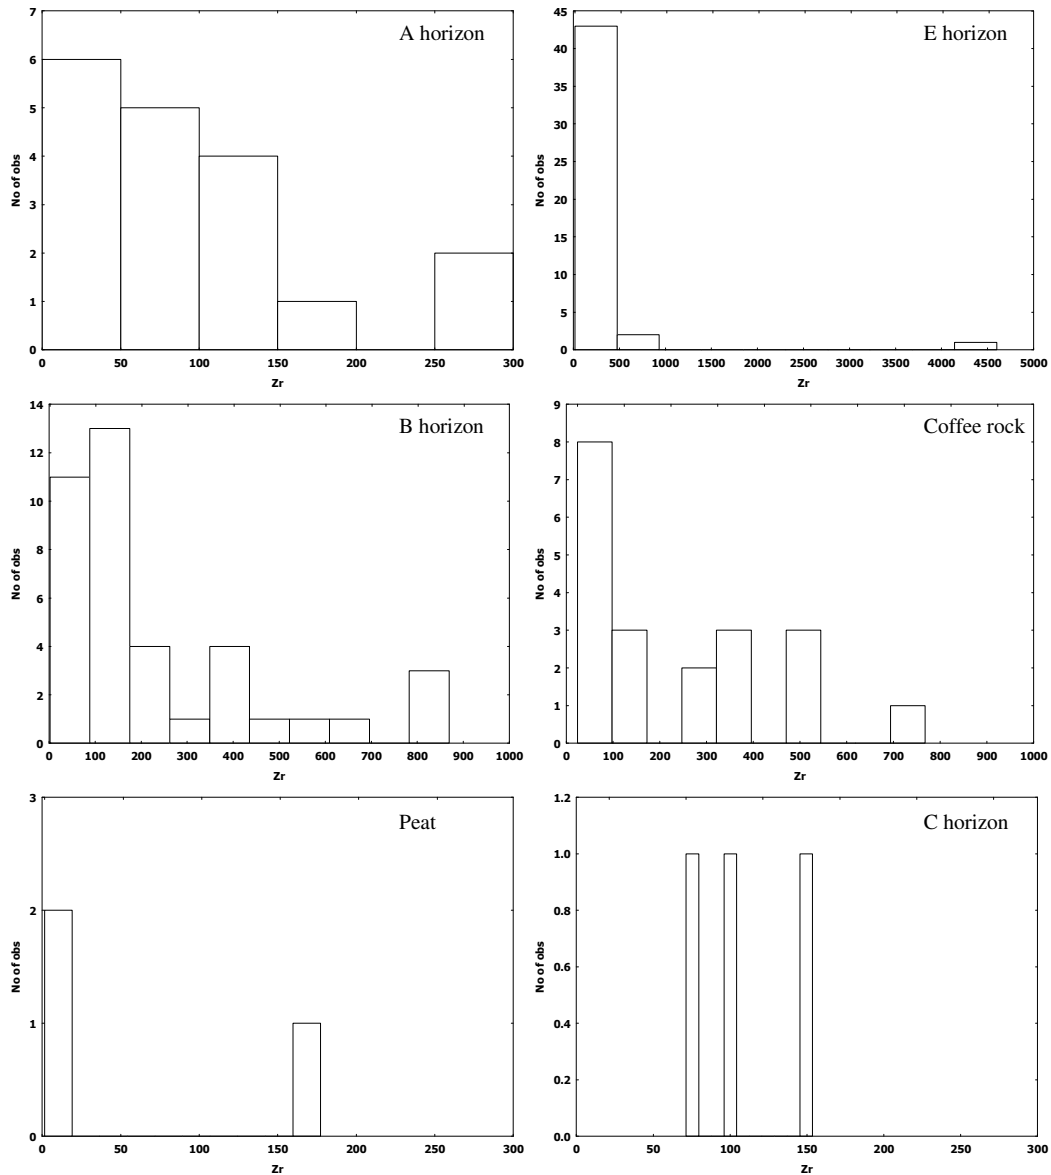 A horizon
No of obs
7
6
5
4
3
2
1
0
0 50 100 150 200 250 300
Zr
E horizon
No of obs
45
40
35
30
25
20
15
10
5
0
0 500 1000 1500 2000 2500 3000 3500 4000 4500 5000
Zr
B horizon
No of obs
14
12
10
8
6
4
2
0
0 100 200 300 400 500 600 700 800 900 1000
Zr
Coffee rock
No of obs
9
8
7
6
5
4
3
2
1
0
0 100 200 300 400 500 600 700 800 900 1000
Zr
Peat
No of obs
3
2
1
0
0 50 100 150 200 250 300
Zr
C horizon
No of obs
1.2
1.0
0.8
0.6
0.4
0.2
0.0
0 50 100 150 200 250 300
Zr